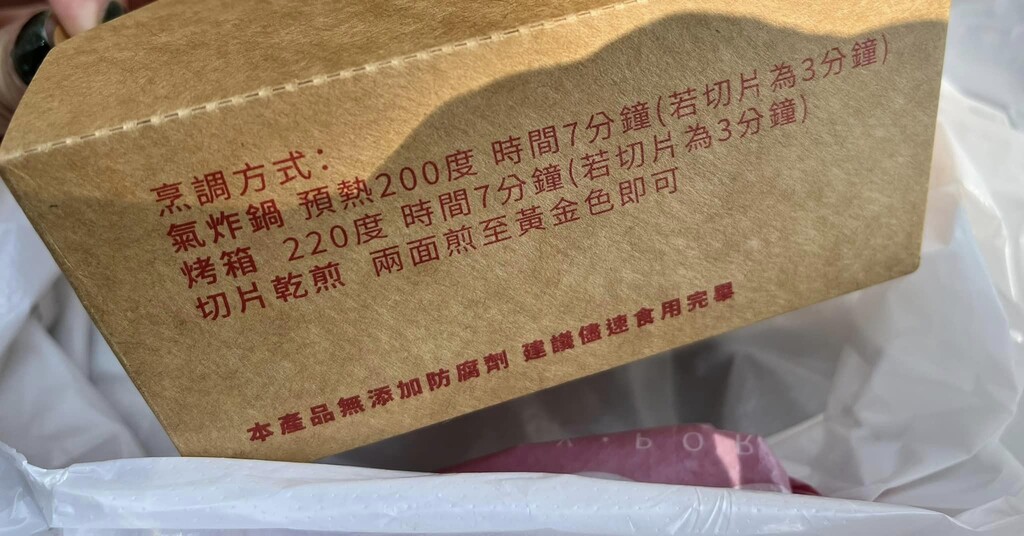 烹調方式：
氣炸鍋 預熱200度 時間7分鐘(若切片為3分鐘)
烤箱 220度 時間7分鐘(若切片為3分鐘)
切片乾煎 兩面煎至黃金色即可
本產品無添加防腐劑 建議儘速食用完畢